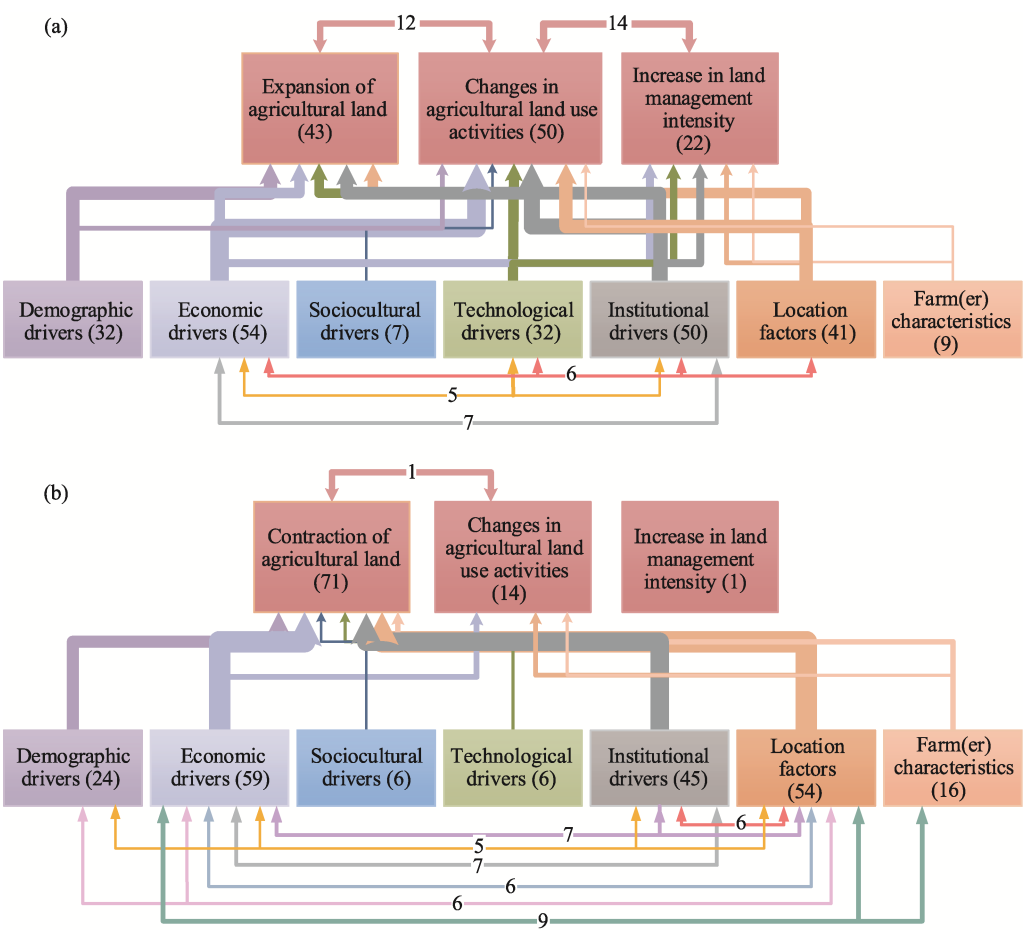 (a)
12
14
Expansion of
agricultural land
(43)
Changes in
agricultural land use
activities (50)
Increase in land
management
intensity
(22)
Demographic
drivers (32)
Economic
drivers (54)
Sociocultural
drivers (7)
Technological
drivers (32)
Institutional
drivers (50)
Location
factors (41)
Farm(er)
characteristics
(9)
6
5
7
(b)
1
Contraction of
agricultural land
(71)
Changes in
agricultural land
use activities
(14)
Increase in land
management
intensity (1)
Demographic
drivers (24)
Economic
drivers (59)
Sociocultural
drivers (6)
Technological
drivers (6)
Institutional
drivers (45)
Location
factors
(54)
Farm(er)
characteristics
(16)
6
7
5
7
6
6
9